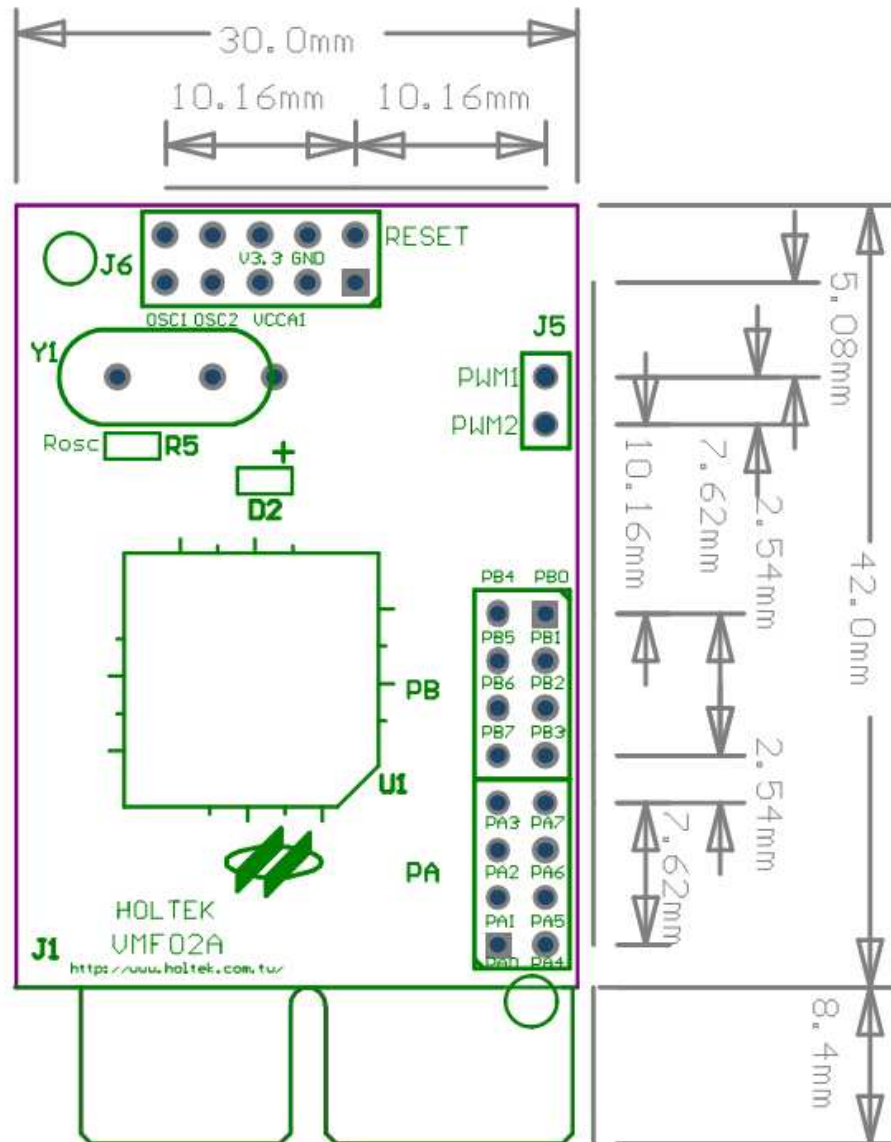 30.0mm
10.16mm 10.16mm
J6
RESET
V3.3 GND
OSC1 OSC2 VCCA1
5.08mm
J5
Y1
PWM1
PWM2
Rosc R5
+
D2
10.16mm
7.62mm
2.54mm
42.0mm
PB4 PB0
PB5 PB1
PB6 PB2
PB
PB7 PB3
2.54mm
U1
PA3 PA7
7.62mm
PA
PA2 PA6
HOLTEK
PA1 PA5
VMF02A
J1
PA0 PA4
http://www.holtek.com.tw/
8.4mm